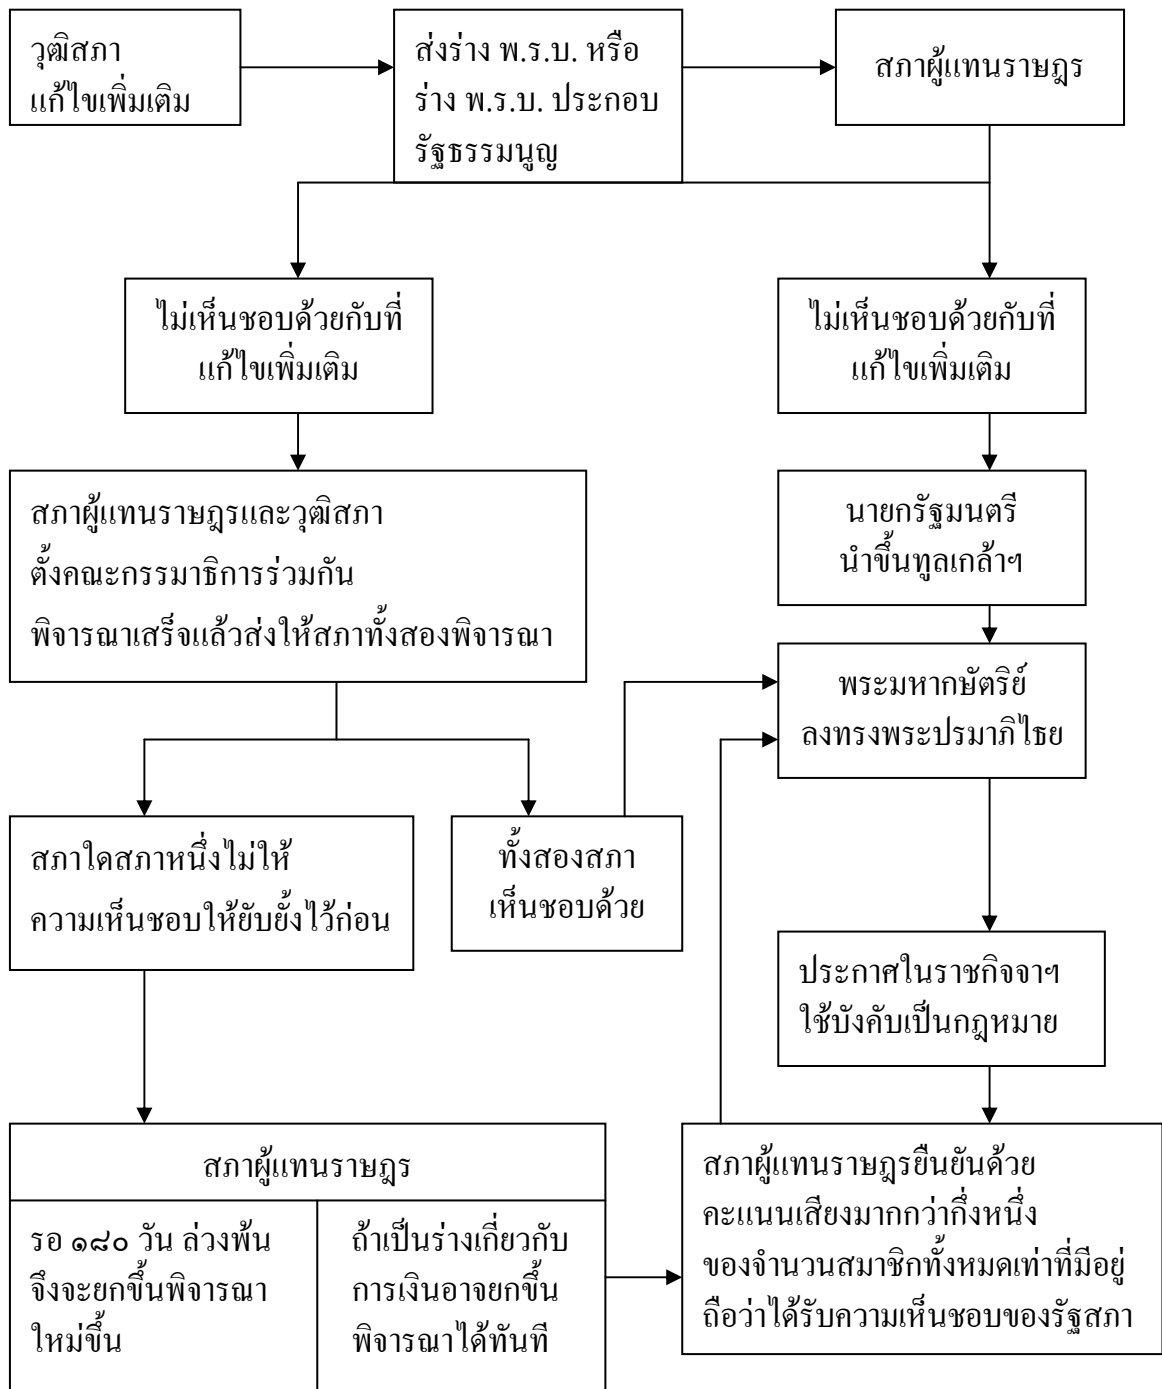 วุฒิสภา
แก้ไขเพิ่มเติม
ส่งร่าง พ.ร.บ. หรือ
ร่าง พ.ร.บ. ประกอบ
รัฐธรรมนูญ
สภาผู้แทนราษฎร
ไม่เห็นชอบด้วยกับที่
แก้ไขเพิ่มเติม
ไม่เห็นชอบด้วยกับที่
แก้ไขเพิ่มเติม
สภาผู้แทนราษฎรและวุฒิสภา
ตั้งคณะกรรมาธิการร่วมกัน
พิจารณาเสร็จแล้วส่งให้สภาทั้งสองพิจารณา
นายกรัฐมนตรี
นำขึ้นทูลเกล้าฯ
พระมหากษัตริย์
ลงทรงพระปรมาภิไธย
สภาใดสภาหนึ่งไม่ให้
ความเห็นชอบให้ยับยั้งไว้ก่อน
ทั้งสองสภา
เห็นชอบด้วย
ประกาศในราชกิจจาฯ
ใช้บังคับเป็นกฎหมาย
สภาผู้แทนราษฎร
รอ ๑๘๐ วัน ล่วงพ้น
จึงจะยกขึ้นพิจารณา
ใหม่ขึ้น
ถ้าเป็นร่างเกี่ยวกับ
การเงินอาจยกขึ้น
พิจารณาได้ทันที
สภาผู้แทนราษฎรยืนยันด้วย
คะแนนเสียงมากกว่ากึ่งหนึ่ง
ของจำนวนสมาชิกทั้งหมดเท่าที่มีอยู่
ถือว่าได้รับความเห็นชอบของรัฐสภา